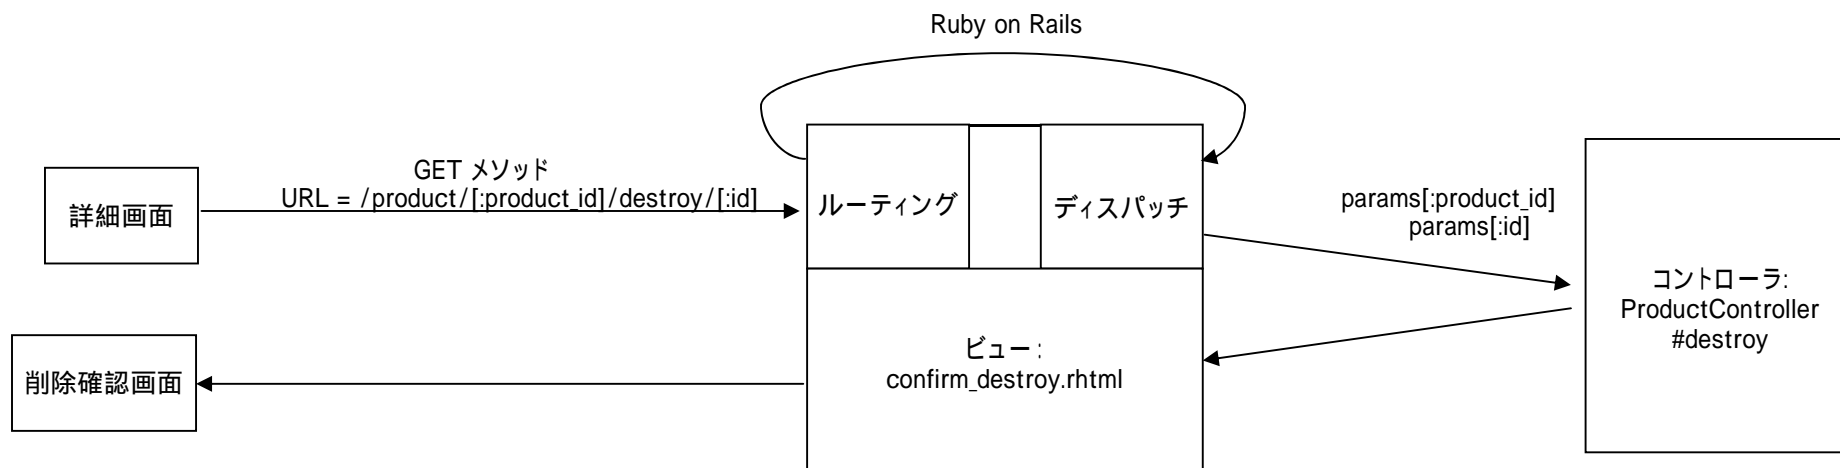 Ruby on Rails
GET メソッド
URL = /product/[:product_id]/destroy/[:id]
詳細画面
ルーティング
ディスパッチ
params[:product_id]
params[:id]
コントローラ:
ProductController
#destroy
ビュー:
confirm_destroy.rhtml
削除確認画面